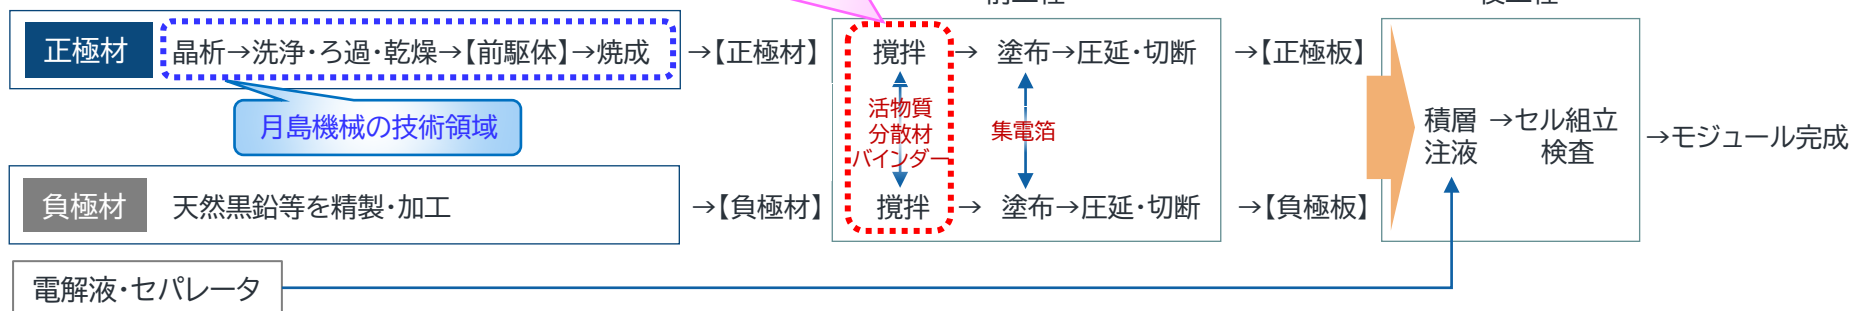 正極材 晶析→洗浄・ろ過・乾燥→【前駆体】→焼成 →【正極材】 撹拌 → 塗布→圧延・切断 →【正極板】
月島機械の技術領域
活物質
分散材
バインダー
集電箔
積層 →セル組立
注液 検査
→モジュール完成
負極材 天然黒鉛等を精製・加工 →【負極材】 撹拌 → 塗布→圧延・切断 →【負極板】
電解液・セパレータ